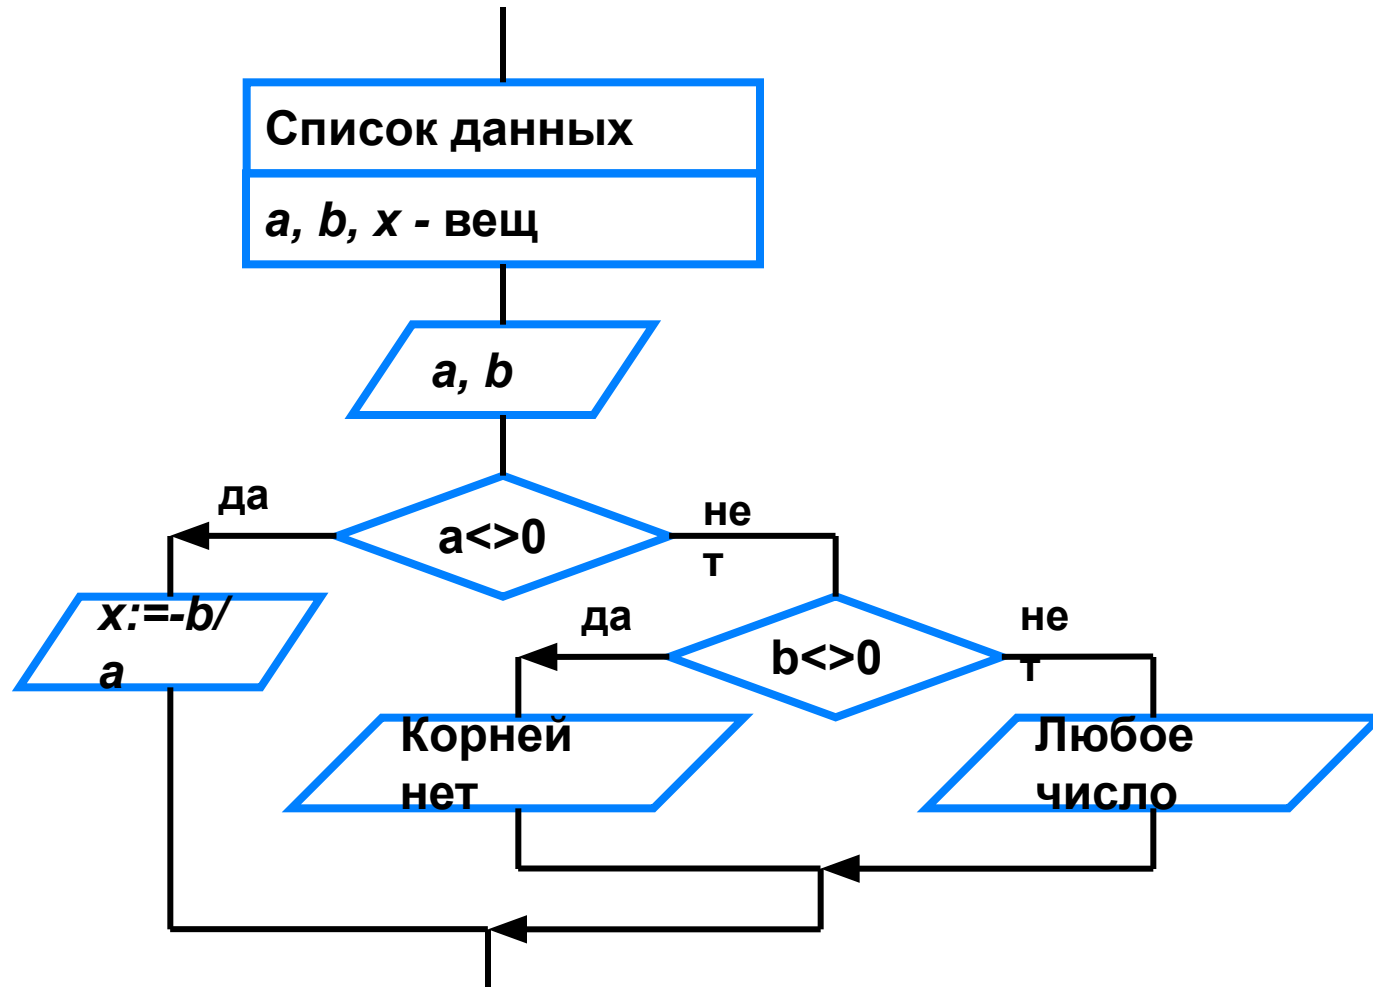 Список данных
a, b, x - вещ
a, b
да
a<>0
не
т
x:=-b/
a
да
b<>0
не
т
Корней
нет
Любое
число